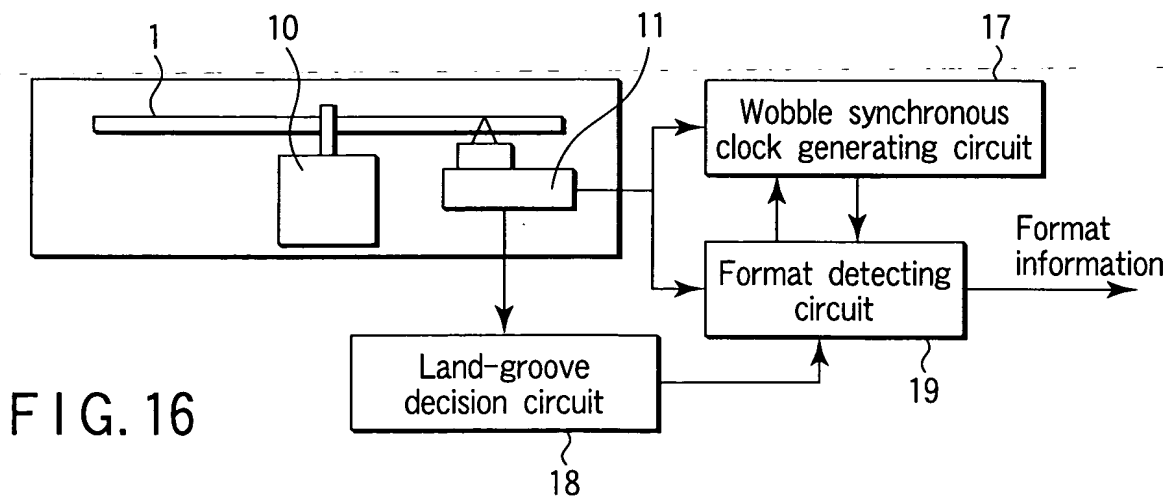 1
10
11
17
Wobble synchronous
clock generating circuit
Format detecting
circuit
Format
information
19
Land-groove
decision circuit
18
FIG. 16